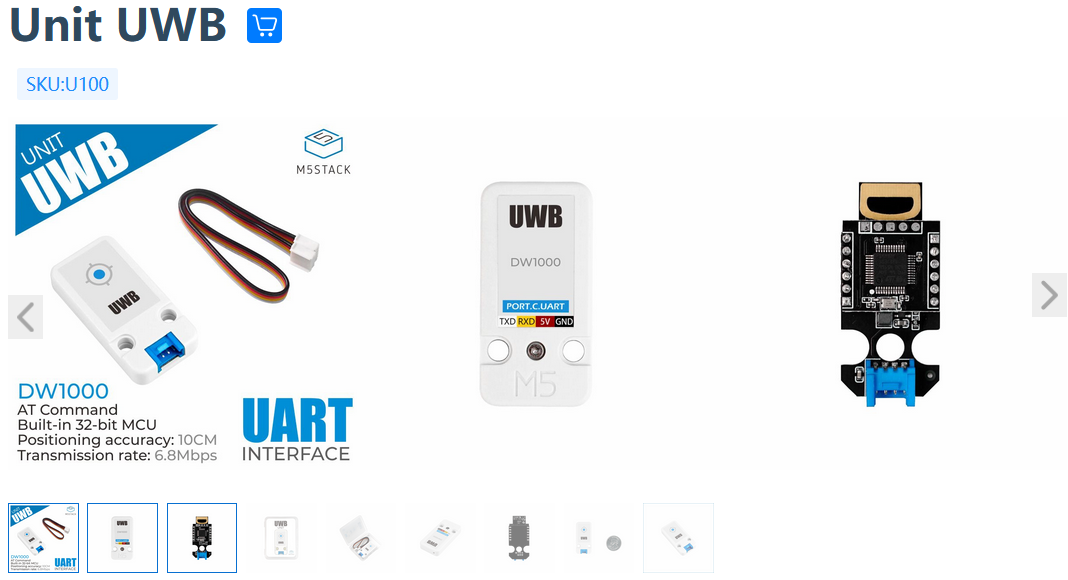 Unit UWB
SKU:U100
UNIT
UWB
M5STACK
UWB
DW1000
AT Command
Built-in 32-bit MCU
Positioning accuracy: 10CM
Transmission rate: 6.8Mbps
UART
INTERFACE
UWB
DW1000
PORT.C.UART
TXD RXD 5V GND
M5